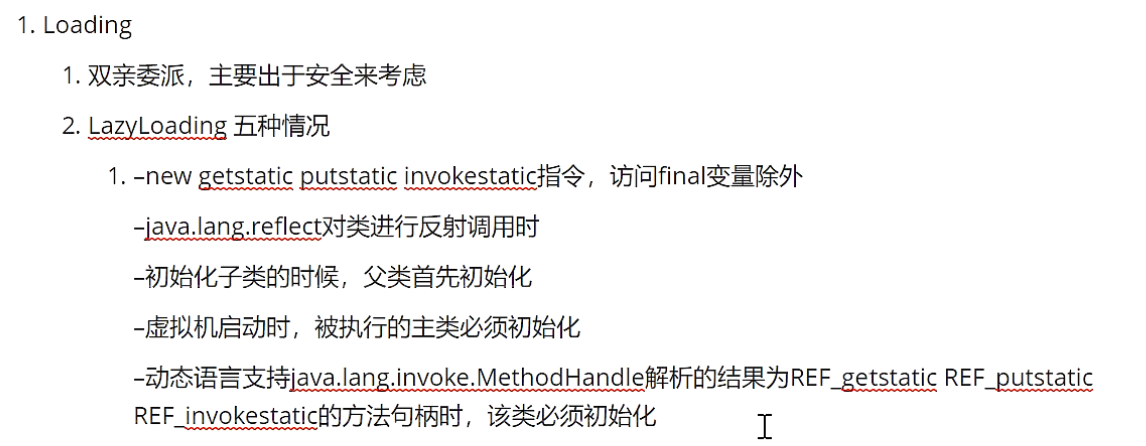 1. Loading
1. 双亲委派，主要出于安全来考虑
2. LazyLoading 五种情况
1. –new getstatic putstatic invokestatic指令，访问final变量除外
–java.lang.reflect对类进行反射调用时
–初始化子类的时候，父类首先初始化
–虚拟机启动时，被执行的主类必须初始化
–动态语言支持java.lang.invoke.MethodHandle解析的结果为REF_getstatic REF_putstatic
REF_invokestatic的方法句柄时，该类必须初始化